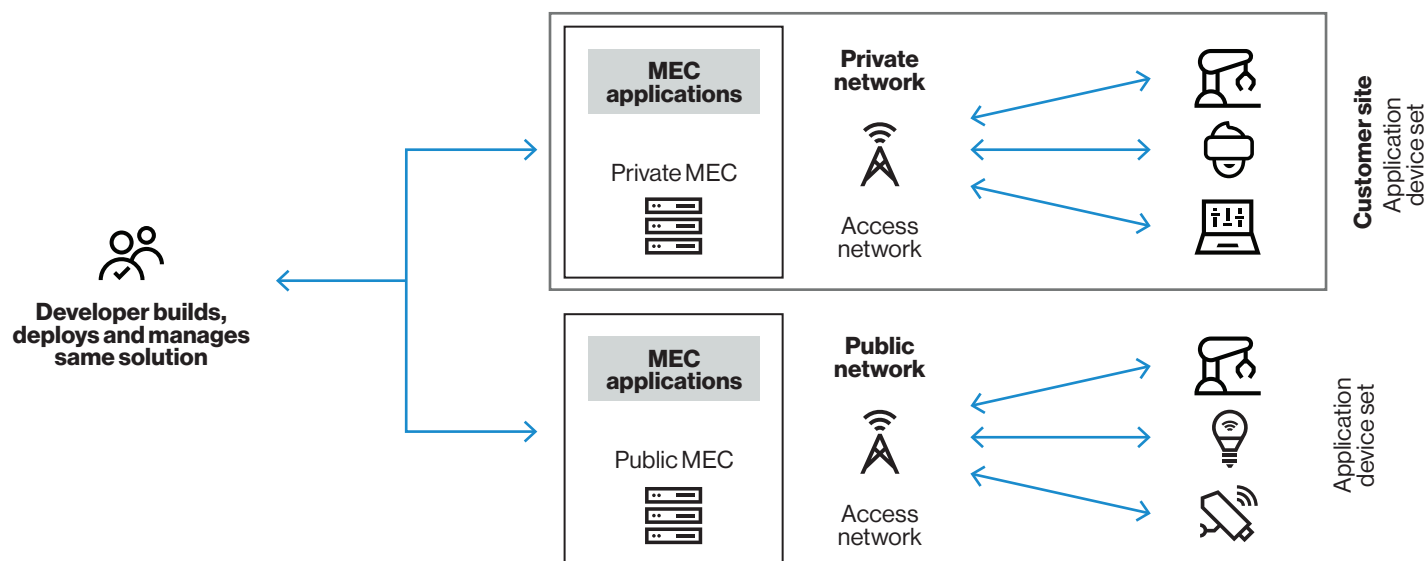 Developer builds,
deploys and manages
same solution
MEC
applications
Private MEC
Private
network
Access
network
Customer site
Application
device set
MEC
applications
Public MEC
Public
network
Access
network
Application
device set